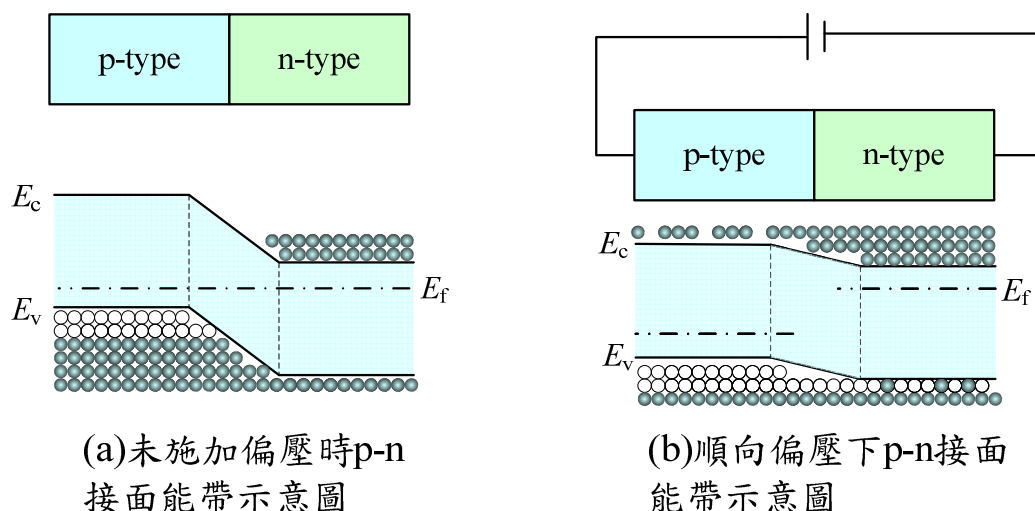 p-type n-type
p-type n-type
Ec
Ev
Ef
Ec
Ev
Ef
(a)未施加偏壓時p-n
接面能帶示意圖
(b)順向偏壓下p-n接面
能帶示意圖